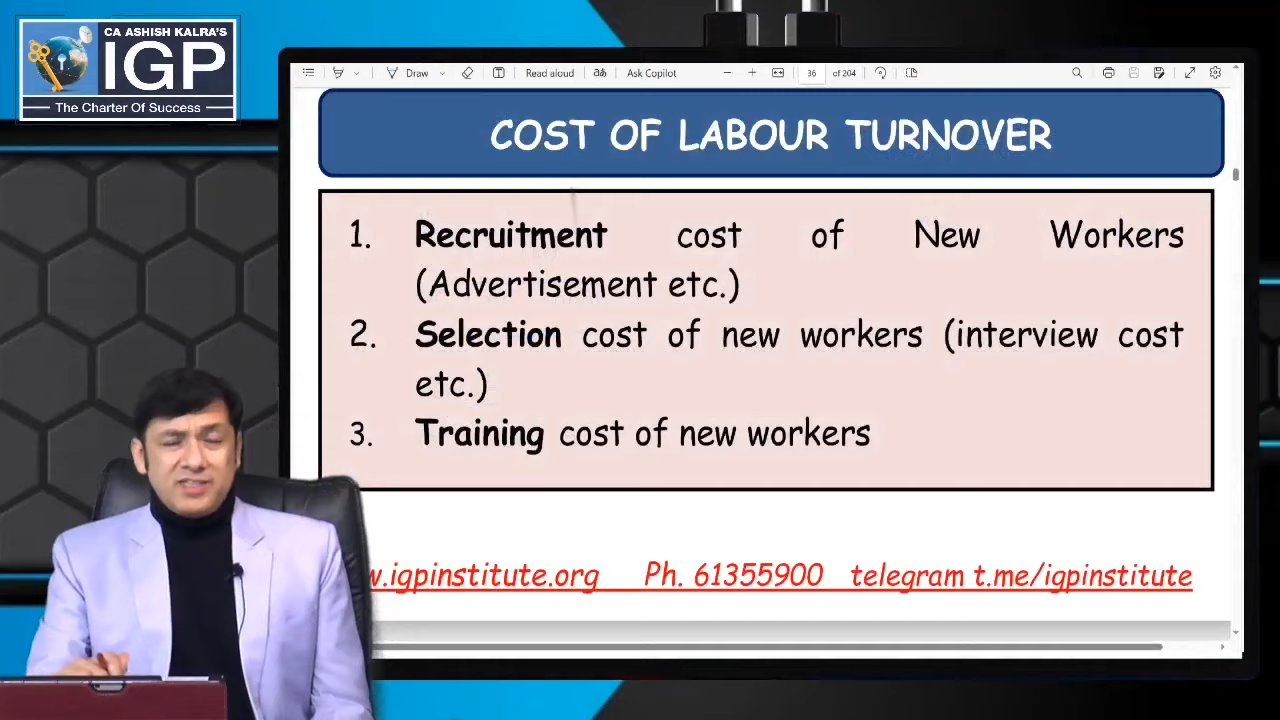 CA ASHISH KALRA'S
IGP
The Charter Of Success
Draw
Read aloud
Ask Copilot
36 of 204
COST OF LABOUR TURNOVER
1. Recruitment cost of New Workers
(Advertisement etc.)
2. Selection cost of new workers (interview cost
etc.)
3. Training cost of new workers
w.igpinstitute.org Ph. 61355900 telegram t.me/igpinstitute